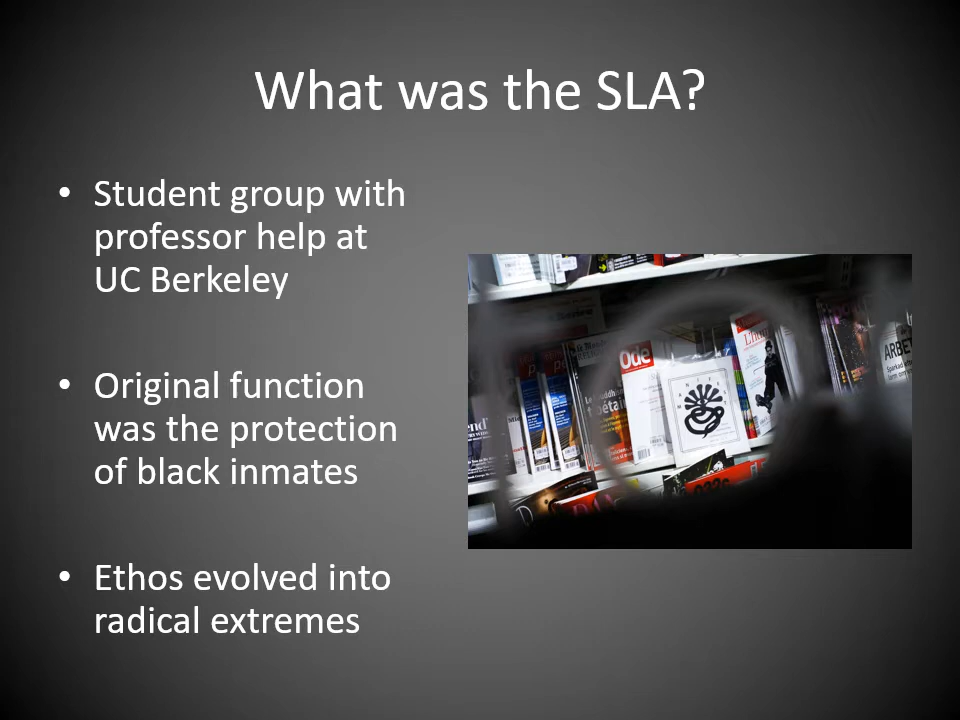 What was the SLA?
• Student group with
professor help at
UC Berkeley
• Original function
was the protection
of black inmates
• Ethos evolved into
radical extremes
Ode
ARBE